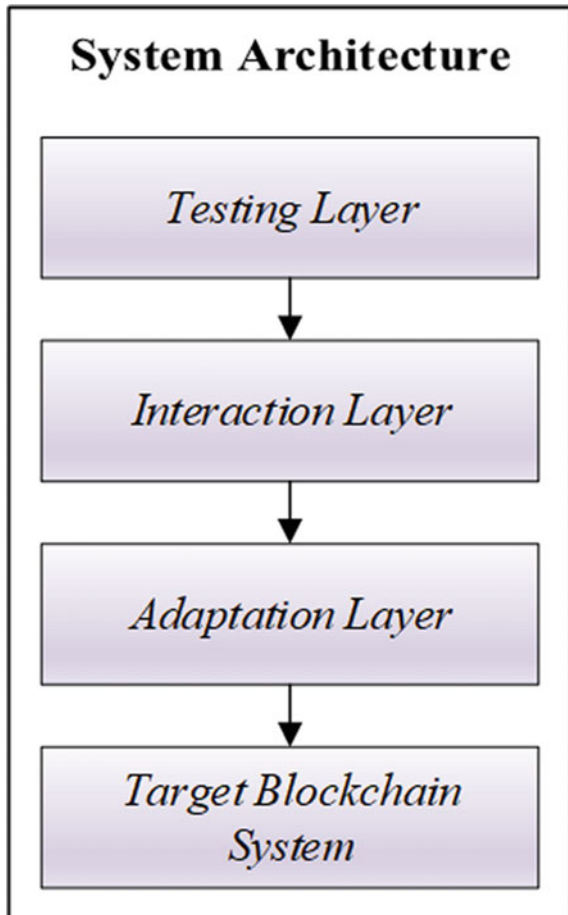 System Architecture
Testing Layer
Interaction Layer
Adaptation Layer
Target Blockchain
System